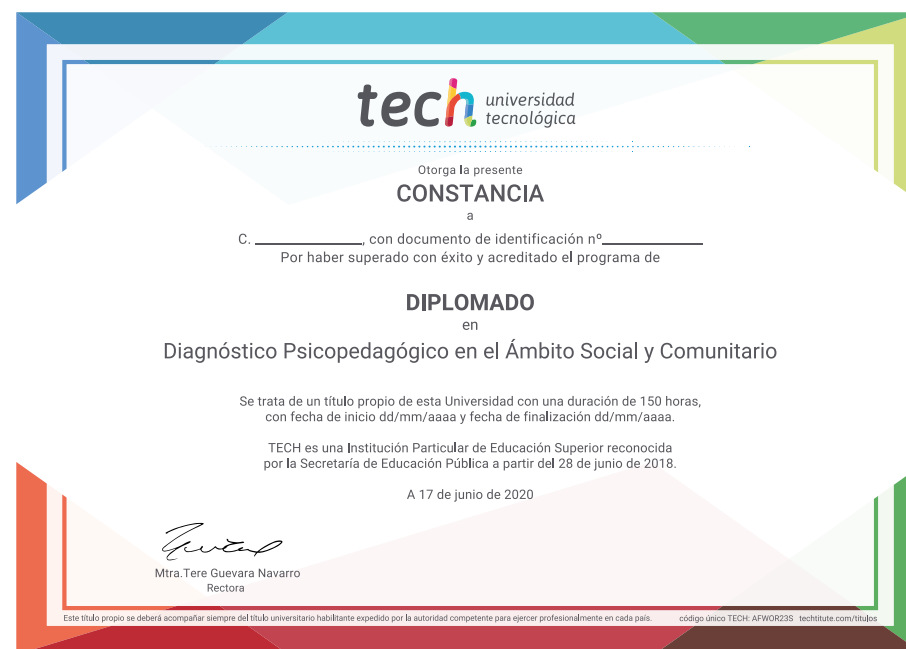 tech universidad
tecnológica
Otorga la presente
CONSTANCIA
a
C. ______________, con documento de identificación nº_____________
Por haber superado con éxito y acreditado el programa de
DIPLOMADO
en
Diagnóstico Psicopedagógico en el Ámbito Social y Comunitario
Se trata de un título propio de esta Universidad con una duración de 150 horas,
con fecha de inicio dd/mm/aaaa y fecha de finalización dd/mm/aaaa.
TECH es una Institución Particular de Educación Superior reconocida
por la Secretaría de Educación Pública a partir del 28 de junio de 2018.
A 17 de junio de 2020
Mtra.Tere Guevara Navarro
Rectora
Este título propio se deberá acompañar siempre del título universitario habilitante expedido por la autoridad competente para ejercer profesionalmente en cada país. código único TECH: AFWOR23S techtitute.com/titulos